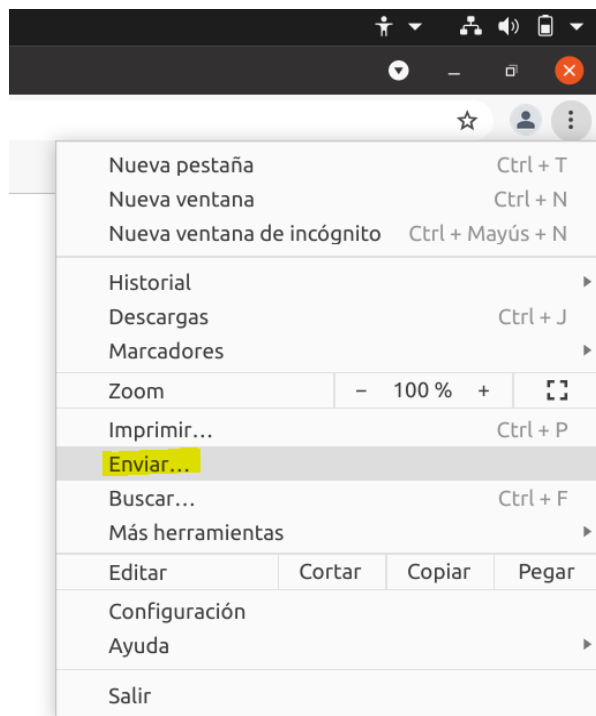 Nueva pestaña Ctrl + T
Nueva ventana Ctrl + N
Nueva ventana de incógnito Ctrl + Mayús + N
Historial
Descargas Ctrl + J
Marcadores
Zoom − 100 % +
Imprimir... Ctrl + P
Enviar...
Buscar... Ctrl + F
Más herramientas
Editar Cortar Copiar Pegar
Configuración
Ayuda
Salir